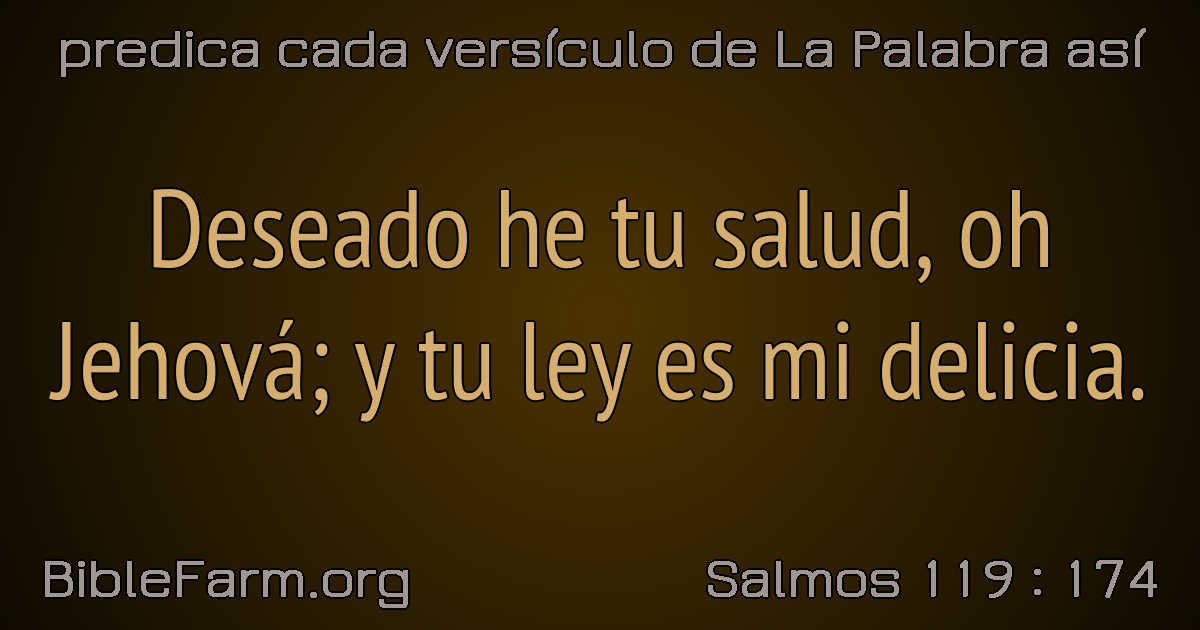 predica cada versículo de La Palabra así
Deseado he tu salud, oh
Jehová; y tu ley es mi delicia.
BibleFarm.org
Salmos 119 : 174